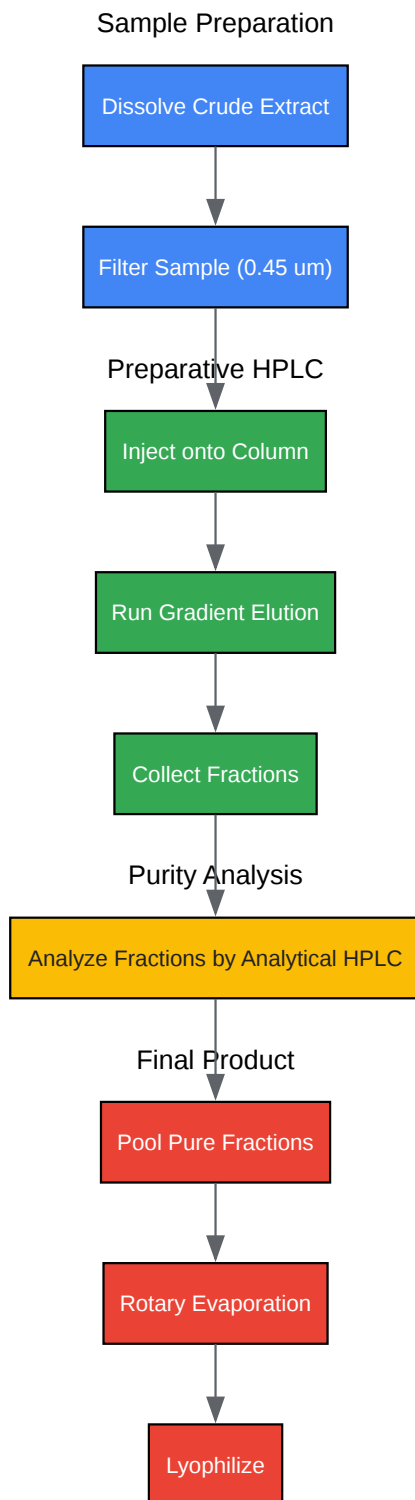 Sample Preparation
Dissolve Crude Extract
Filter Sample (0.45 um)
Preparative HPLC
Inject onto Column
Run Gradient Elution
Collect Fractions
Purity Analysis
Analyze Fractions by Analytical HPLC
Final Product
Pool Pure Fractions
Rotary Evaporation
Lyophilize